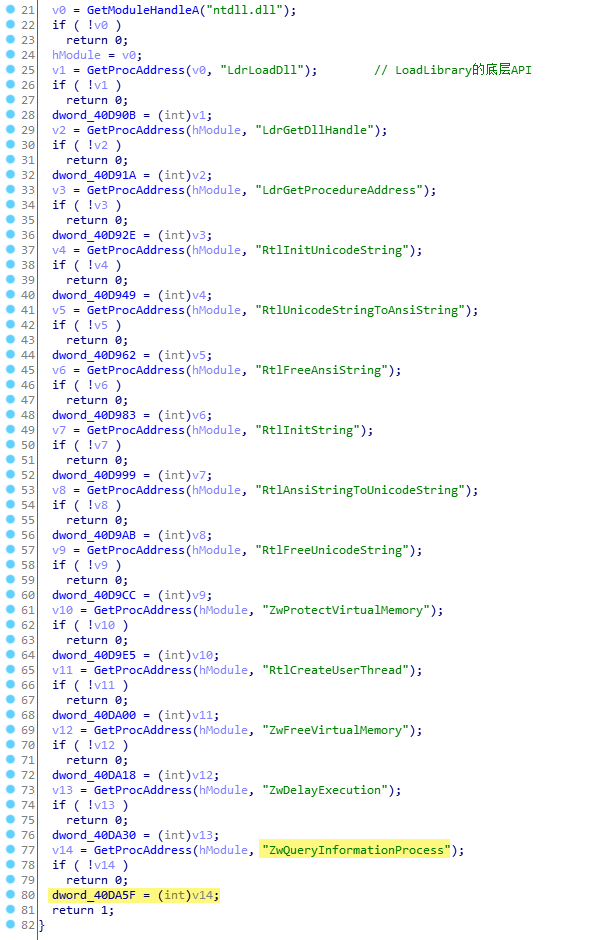 21 v0 = GetModuleHandleA("ntdll.dll");
22 if ( !v0 )
23 return 0;
24 hModule = v0;
25 v1 = GetProcAddress(v0, "LdrLoadDll"); // LoadLibrary的底层API
26 if ( !v1 )
27 return 0;
28 dword_40D90B = (int)v1;
29 v2 = GetProcAddress(hModule, "LdrGetDllHandle");
30 if ( !v2 )
31 return 0;
32 dword_40D91A = (int)v2;
33 v3 = GetProcAddress(hModule, "LdrGetProcedureAddress");
34 if ( !v3 )
35 return 0;
36 dword_40D92E = (int)v3;
37 v4 = GetProcAddress(hModule, "RtlInitUnicodeString");
38 if ( !v4 )
39 return 0;
40 dword_40D949 = (int)v4;
41 v5 = GetProcAddress(hModule, "RtlUnicodeStringToAnsiString");
42 if ( !v5 )
43 return 0;
44 dword_40D962 = (int)v5;
45 v6 = GetProcAddress(hModule, "RtlFreeAnsiString");
46 if ( !v6 )
47 return 0;
48 dword_40D983 = (int)v6;
49 v7 = GetProcAddress(hModule, "RtlInitString");
50 if ( !v7 )
51 return 0;
52 dword_40D999 = (int)v7;
53 v8 = GetProcAddress(hModule, "RtlAnsiStringToUnicodeString");
54 if ( !v8 )
55 return 0;
56 dword_40D9AB = (int)v8;
57 v9 = GetProcAddress(hModule, "RtlFreeUnicodeString");
58 if ( !v9 )
59 return 0;
60 dword_40D9CC = (int)v9;
61 v10 = GetProcAddress(hModule, "ZwProtectVirtualMemory");
62 if ( !v10 )
63 return 0;
64 dword_40D9E5 = (int)v10;
65 v11 = GetProcAddress(hModule, "RtlCreateUserThread");
66 if ( !v11 )
67 return 0;
68 dword_40DA00 = (int)v11;
69 v12 = GetProcAddress(hModule, "ZwFreeVirtualMemory");
70 if ( !v12 )
71 return 0;
72 dword_40DA18 = (int)v12;
73 v13 = GetProcAddress(hModule, "ZwDelayExecution");
74 if ( !v13 )
75 return 0;
76 dword_40DA30 = (int)v13;
77 v14 = GetProcAddress(hModule, "ZwQueryInformationProcess");
78 if ( !v14 )
79 return 0;
80 dword_40DA5F = (int)v14;
81 return 1;
82 }